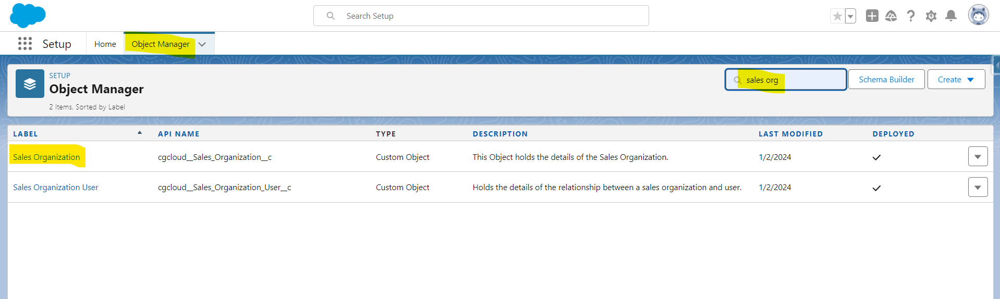 Search Setup
Setup Home Object Manager
SETUP
Object Manager
2 Items, Sorted by Label
sales org Schema Builder Create
LABEL API NAME TYPE DESCRIPTION LAST MODIFIED DEPLOYED
Sales Organization cgcloud__Sales_Organization__c Custom Object This Object holds the details of the Sales Organization. 1/2/2024
Sales Organization User cgcloud__Sales_Organization_User__c Custom Object Holds the details of the relationship between a sales organization and user. 1/2/2024